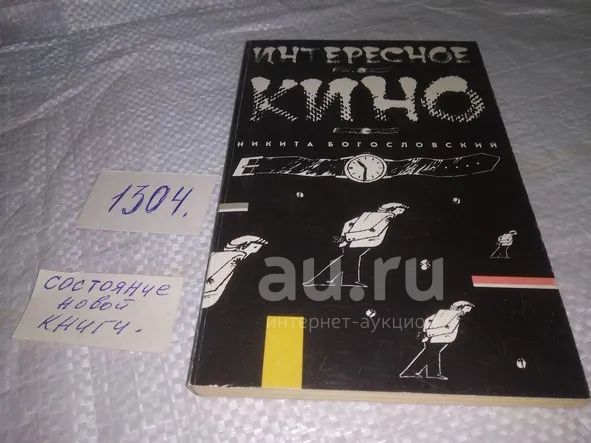 ИНТЕРЕСНОЕ
КИНО
НИКИТА БОГОСЛОВСКИЙ
1304.
СОСТОЯНИЕ
НОВОЙ
КНИГИ.
au.ru
интернет-аукцион